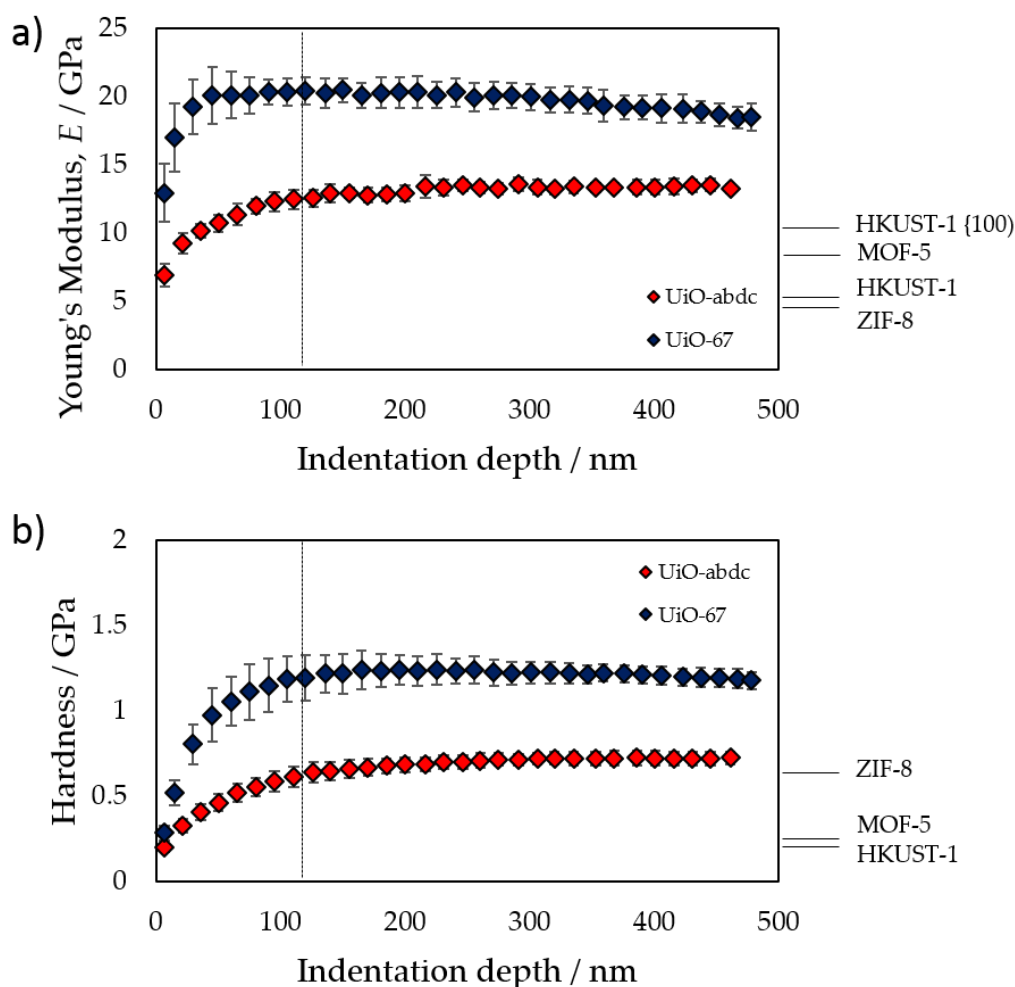 a)
Young's Modulus, E / GPa
25
20
15
10
5
0
HKUST-1 {100)
MOF-5
HKUST-1
ZIF-8
UiO-abdc
UiO-67
0 100 200 300 400 500
Indentation depth / nm
b)
Hardness / GPa
2
1.5
1
0.5
0
UiO-abdc
UiO-67
ZIF-8
MOF-5
HKUST-1
0 100 200 300 400 500
Indentation depth / nm